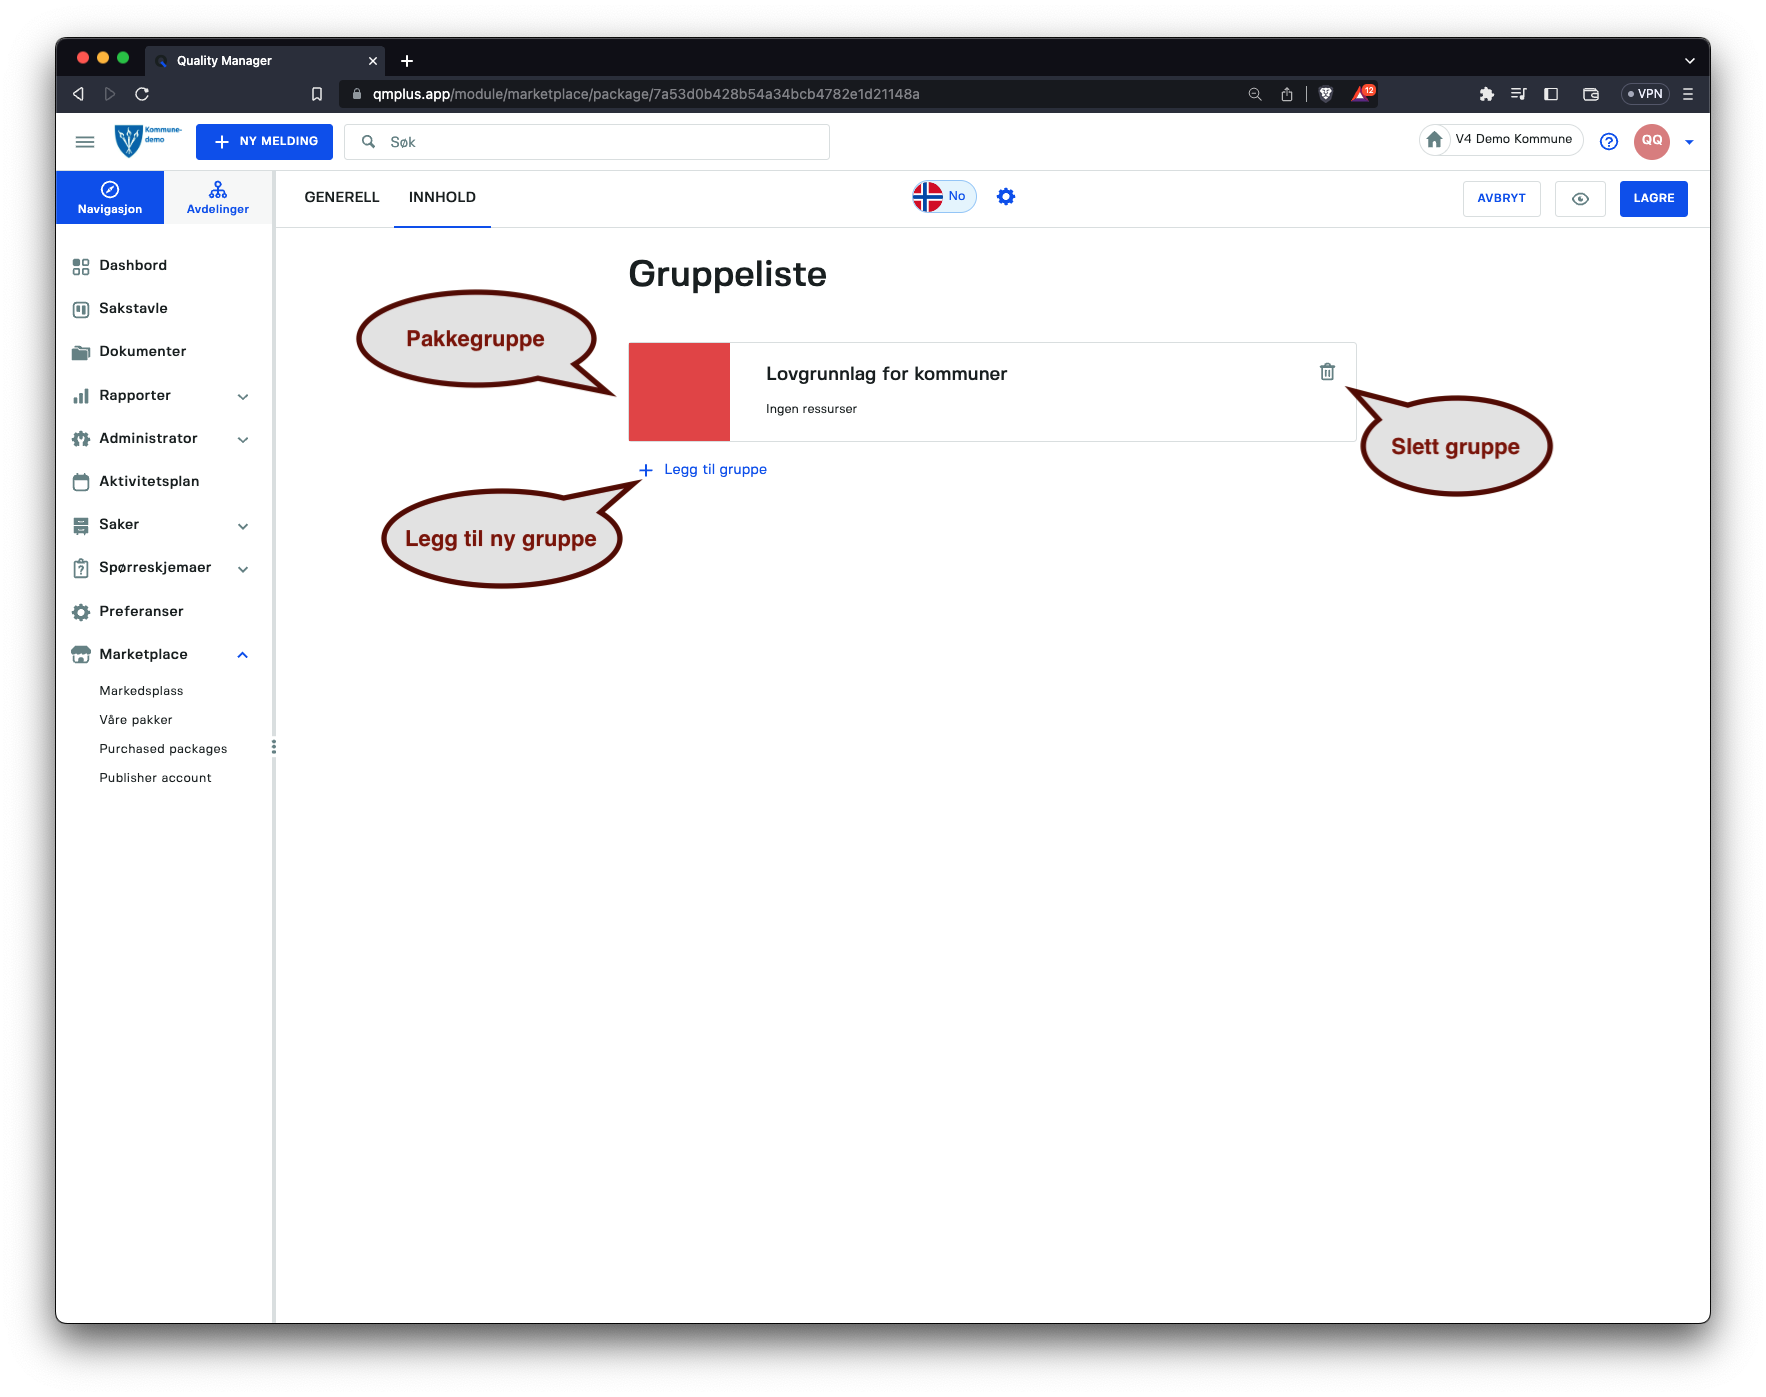 Quality Manager
qmplus.app/module/marketplace/package/7a53d0b428b54a34bcb4782e1d21148a
12
VPN
Kommune-
demo
NY MELDING
Søk
V4 Demo Kommune
QQ
Navigasjon
Avdelinger
GENERELL
INNHOLD
No
AVBRYT
LAGRE
Dashbord
Sakstavle
Dokumenter
Rapporter
Administrator
Aktivitetsplan
Saker
Spørreskjemaer
Preferanser
Marketplace
Markedsplass
Våre pakker
Purchased packages
Publisher account
Gruppeliste
Pakkegruppe
Lovgrunnlag for kommuner
Ingen ressurser
Slett gruppe
Legg til gruppe
Legg til ny gruppe